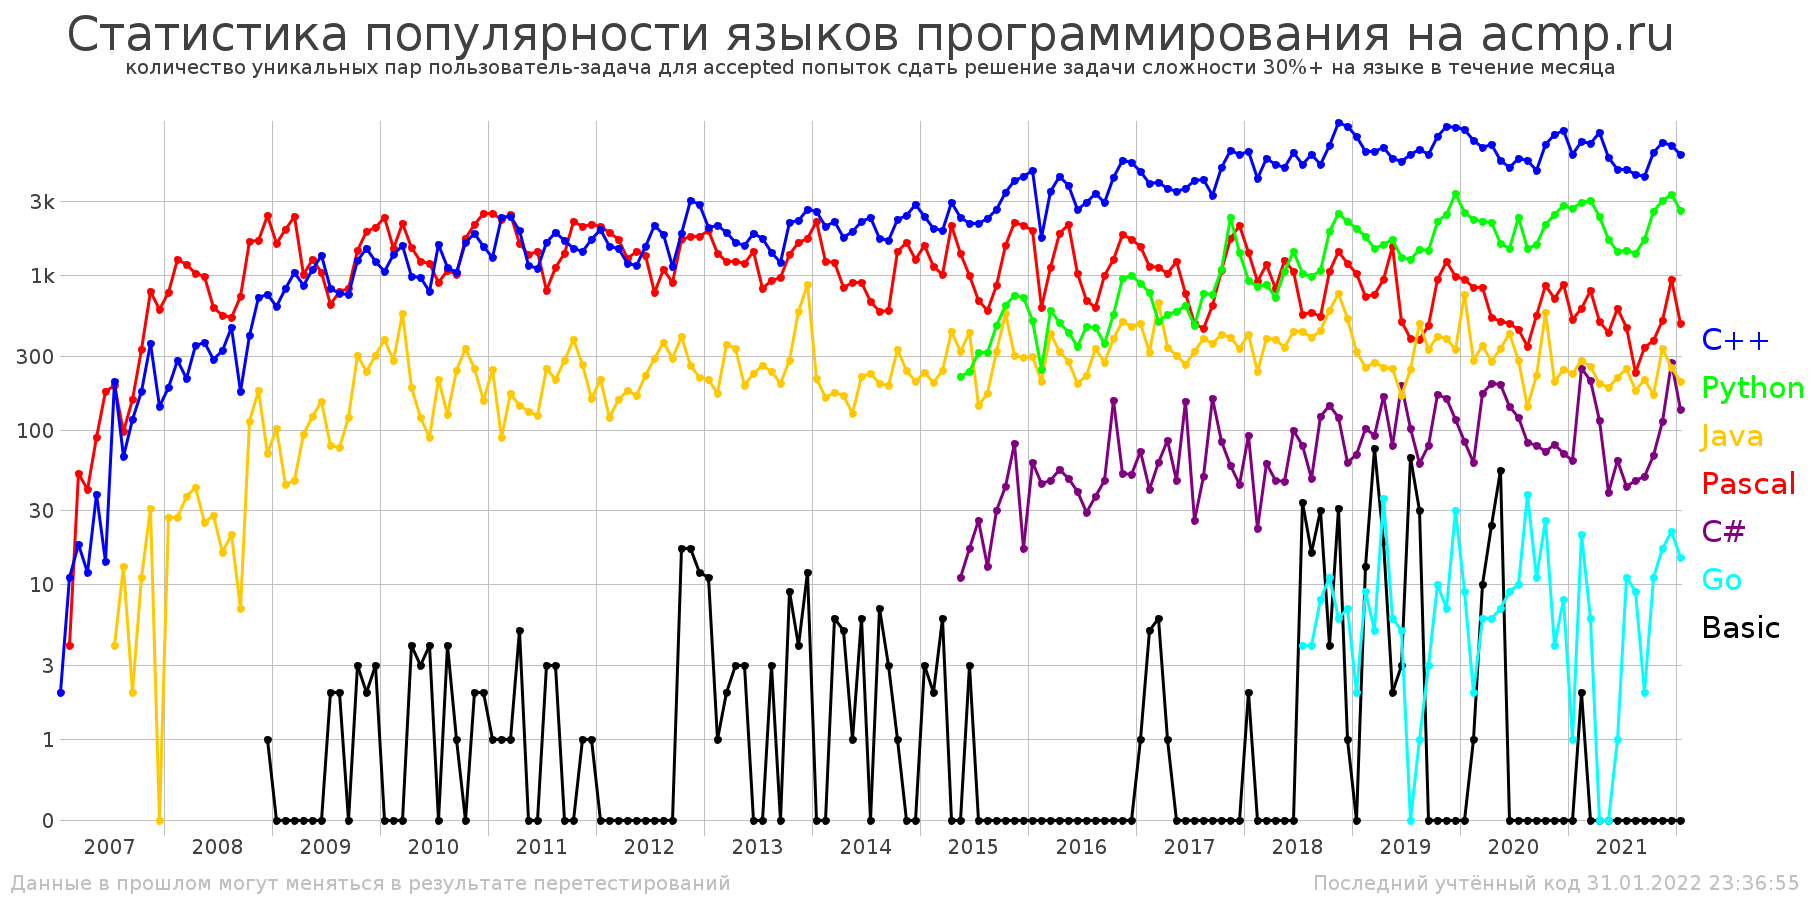 Статистика популярности языков программирования на acmp.ru
количество уникальных пар пользователь-задача для accepted попыток сдать решение задачи сложности 30%+ на языке в течение месяца
3k
1k
300
100
30
10
3
1
0
C++
Python
Java
Pascal
C#
Go
Basic
2007 2008 2009 2010 2011 2012 2013 2014 2015 2016 2017 2018 2019 2020 2021
Данные в прошлом могут меняться в результате перетестирований
Последний учтённый код 31.01.2022 23:36:55